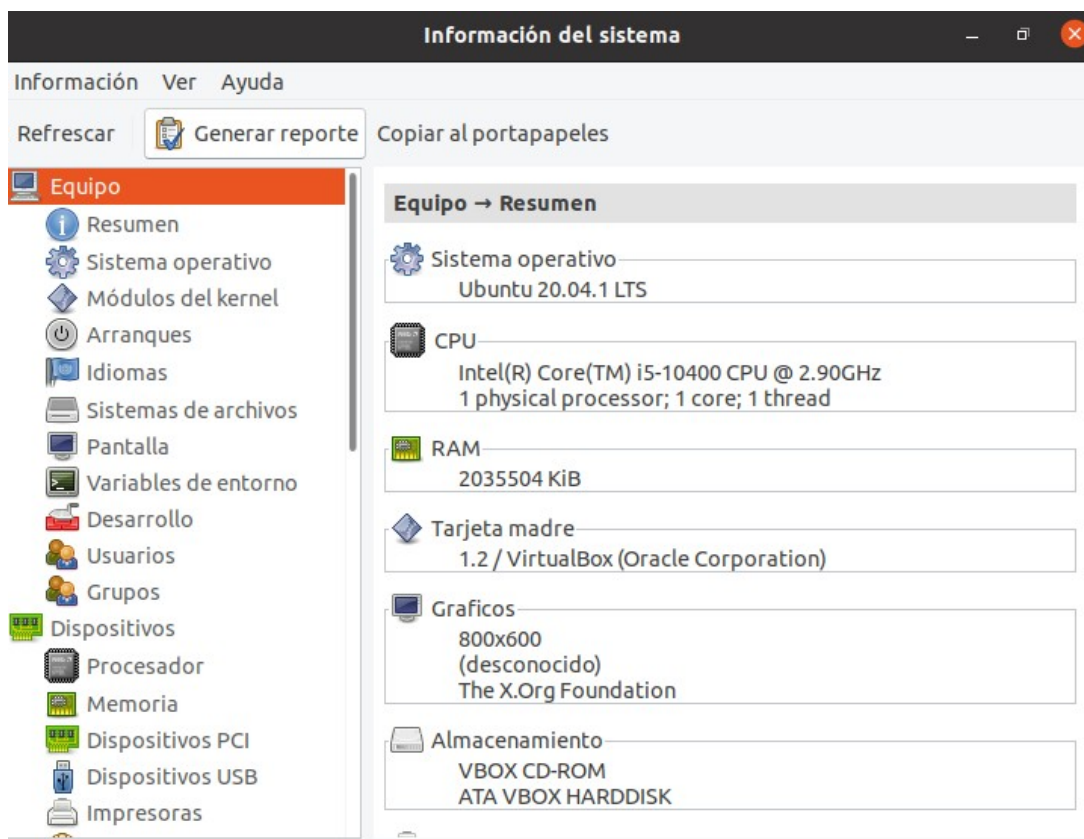 Información del sistema
Información Ver Ayuda
Refrescar Generar reporte Copiar al portapapeles
Equipo
Resumen
Sistema operativo
Módulos del kernel
Arranques
Idiomas
Sistemas de archivos
Pantalla
Variables de entorno
Desarrollo
Usuarios
Grupos
Dispositivos
Procesador
Memoria
Dispositivos PCI
Dispositivos USB
Impresoras
Equipo → Resumen
Sistema operativo
Ubuntu 20.04.1 LTS
CPU
Intel(R) Core(TM) i5-10400 CPU @ 2.90GHz
1 physical processor; 1 core; 1 thread
RAM
2035504 KiB
Tarjeta madre
1.2 / VirtualBox (Oracle Corporation)
Graficos
800x600
(desconocido)
The X.Org Foundation
Almacenamiento
VBOX CD-ROM
ATA VBOX HARDDISK